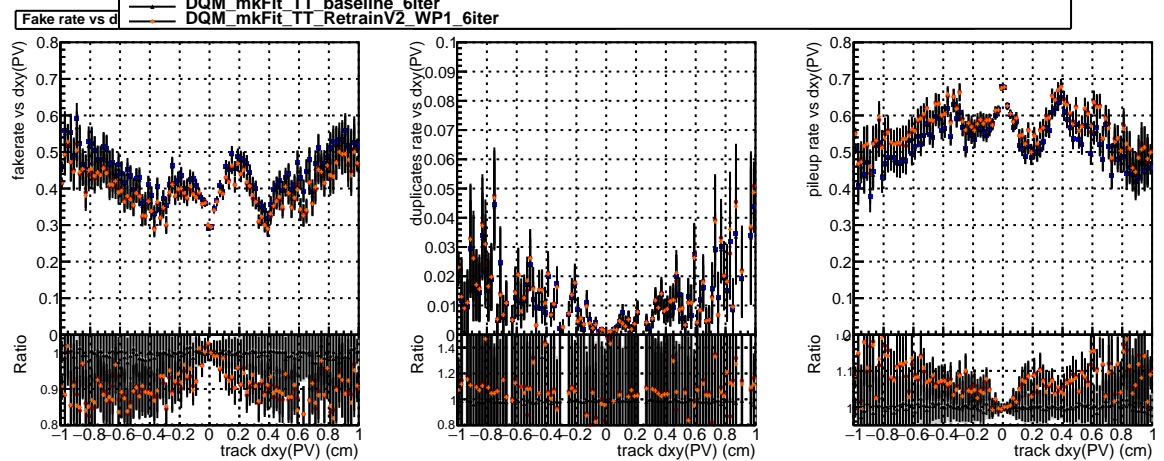 DQM_mkFit_TT_baseline_6iter
DQM_mkFit_TT_RetrainV2_WP1_6iter
Fake rate vs d
fakerate vs dxy(PV)
0.8
0.7
0.6
0.5
0.4
0.3
0.2
0.1
0
Ratio
1
0.9
0.8
−1 −0.8 −0.6 −0.4 −0.2 0 0.2 0.4 0.6 0.8 1
track dxy(PV) (cm)
duplicates rate vs dxy(PV)
0.1
0.09
0.08
0.07
0.06
0.05
0.04
0.03
0.02
0.01
Ratio
1.4
1.2
1
0.8
−1 −0.8 −0.6 −0.4 −0.2 0 0.2 0.4 0.6 0.8 1
track dxy(PV) (cm)
pileup rate vs dxy(PV)
0.8
0.7
0.6
0.5
0.4
0.3
0.2
0.1
0
Ratio
1.1
1
−1 −0.8 −0.6 −0.4 −0.2 0 0.2 0.4 0.6 0.8 1
track dxy(PV) (cm)